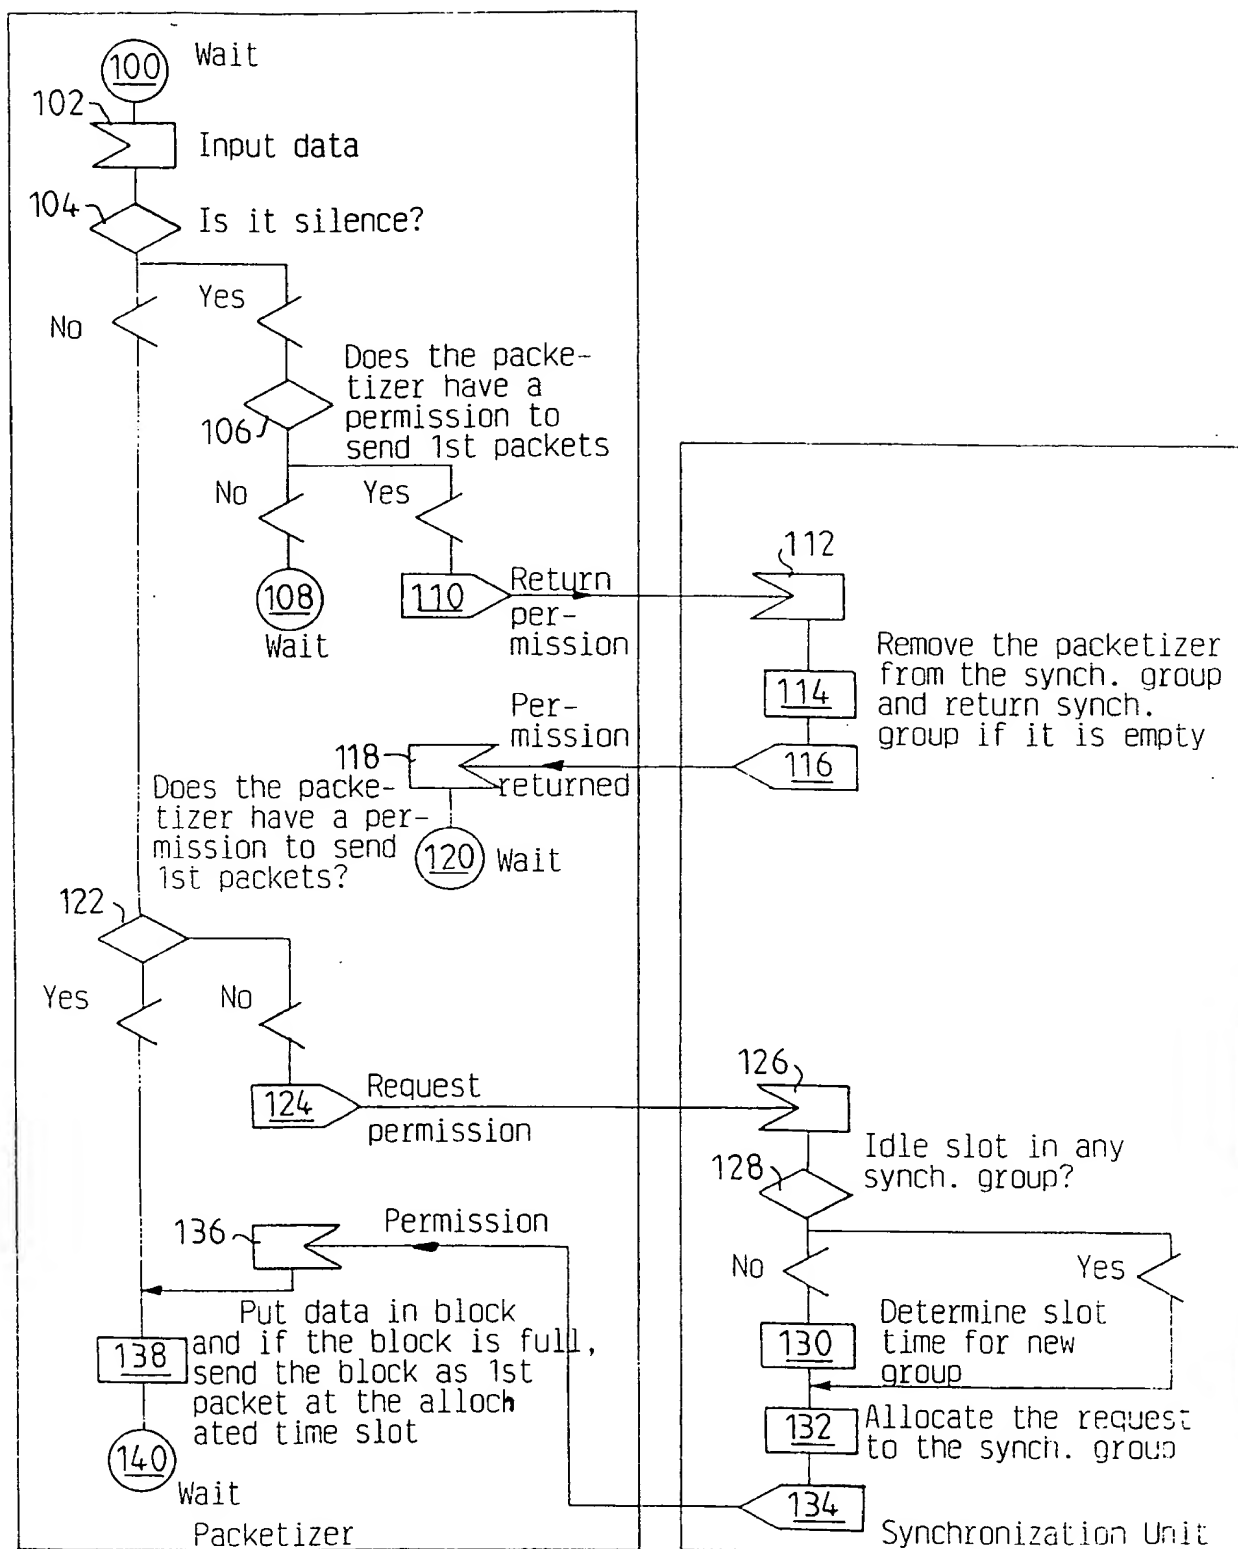 100 Wait
102
Input data
104
Is it silence?
No
Yes
Does the packe-
tizer have a
permission to
send 1st packets
106
No
Yes
108
Wait
110
Return
per-
mission
112
114
Remove the packetizer
from the synch. group
and return synch.
group if it is empty
116
Per-
mission
returned
118
120 Wait
Does the packe-
tizer have a per-
mission to send
1st packets?
122
Yes
No
124
Request
permission
126
128
Idle slot in any
synch. group?
No
Yes
130
Determine slot
time for new
group
132
Allocate the request
to the synch. group
134
Permission
136
138
Put data in block
and if the block is full,
send the block as 1st
packet at the alloch
ated time slot
140
Wait
Packetizer
Synchronization Unit